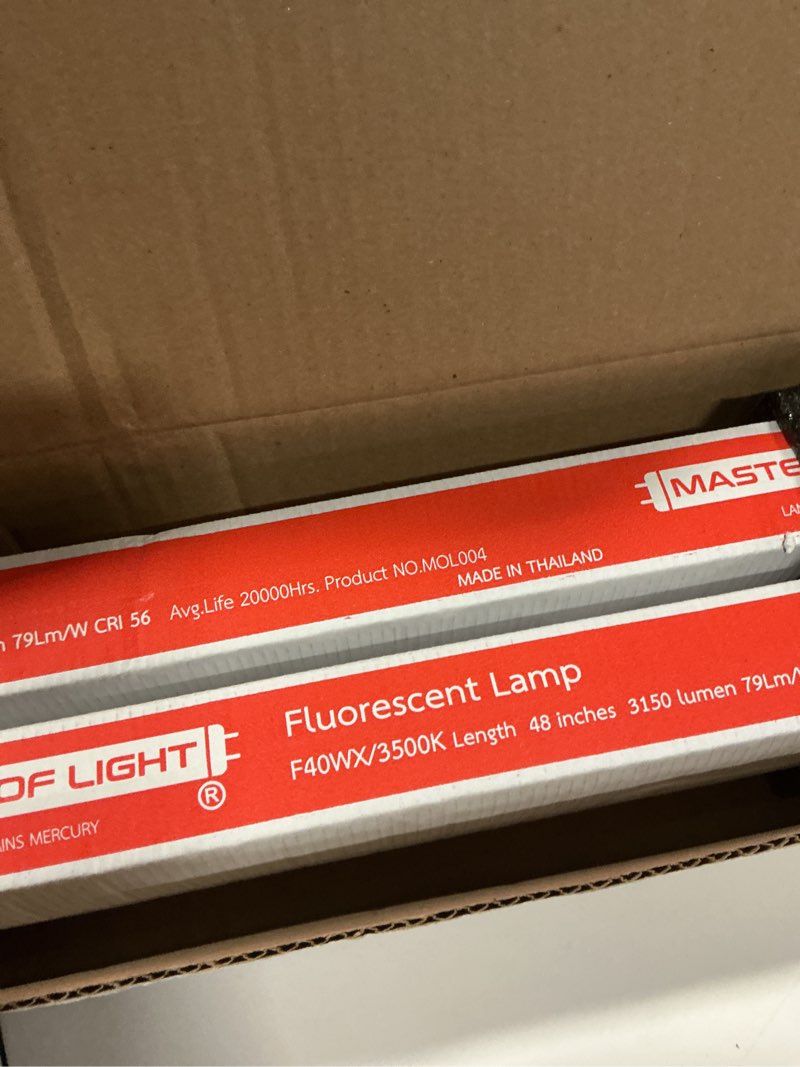 MASTE
LAM
79Lm/W CRI 56 Avg.Life 20000Hrs. Product NO.MOL004
MADE IN THAILAND
OF LIGHT
®
INS MERCURY
Fluorescent Lamp
F40WX/3500K Length 48 inches 3150 lumen 79Lm/